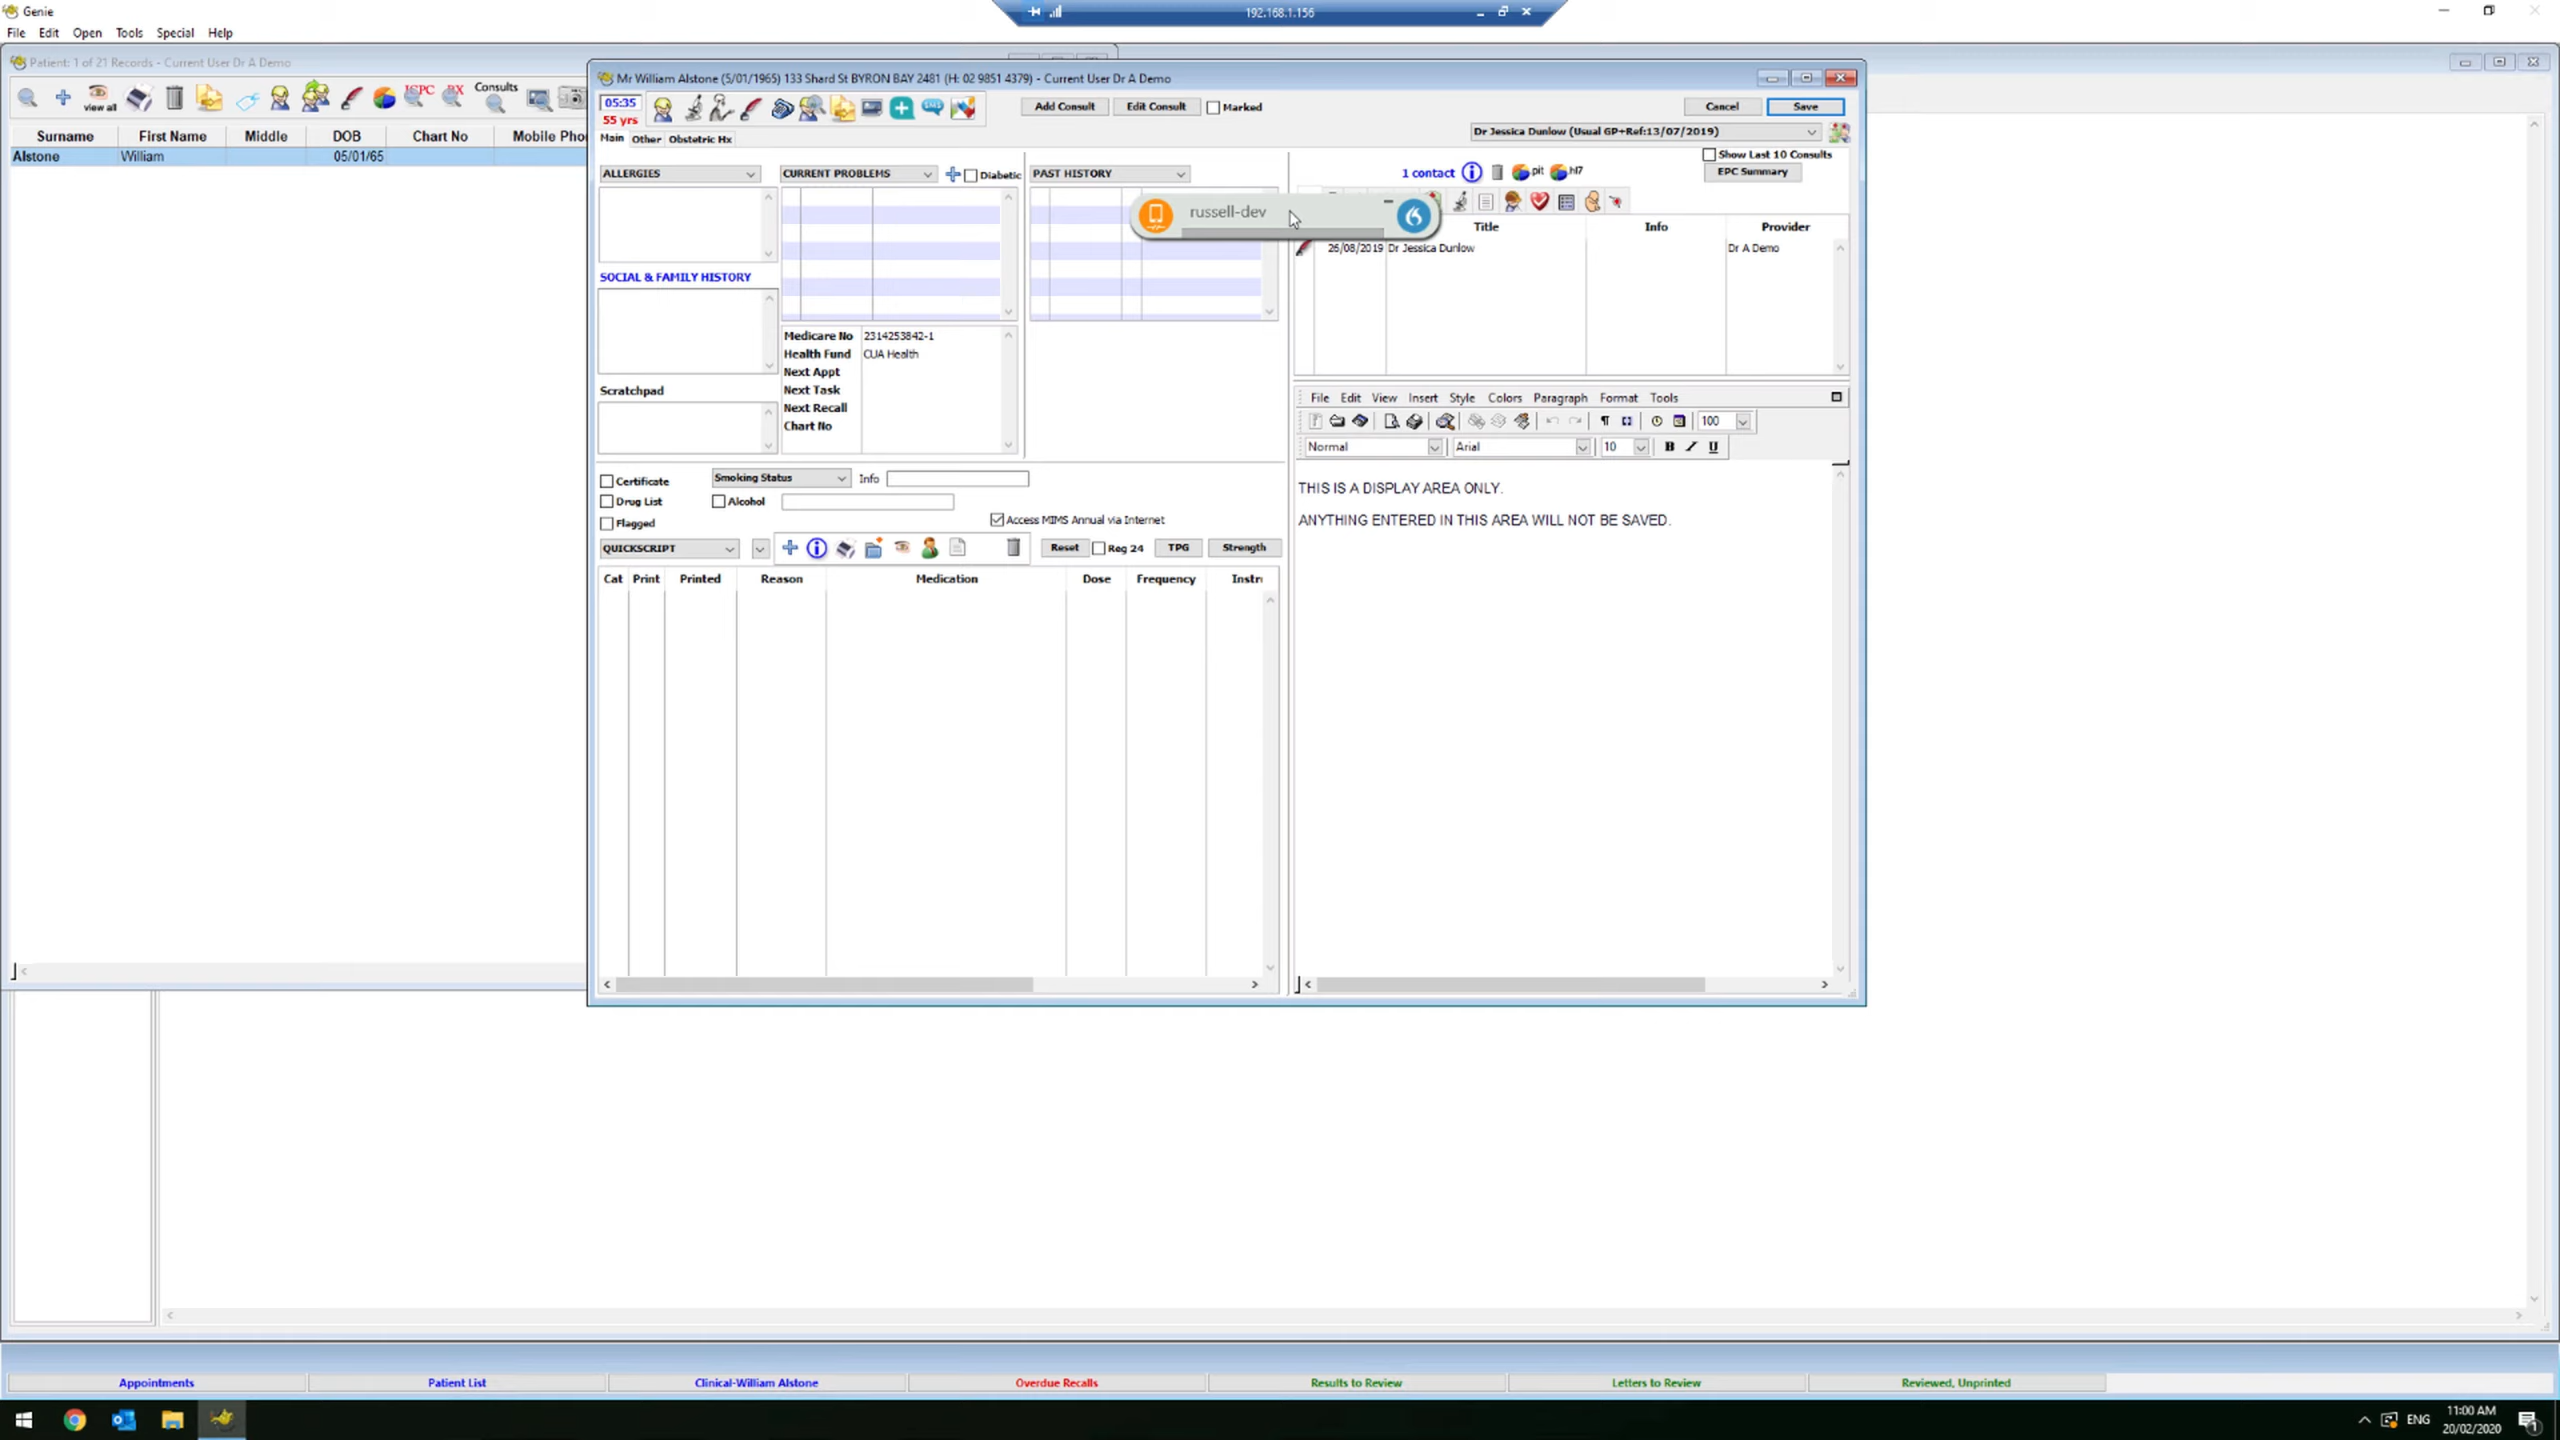 Genie
192.168.1.156
File Edit Open Tools Special Help
Patient: 1 of 21 Records - Current User Dr A Demo
view all
ICPC
RX
Consults
Surname First Name Middle DOB Chart No Mobile Pho
Alstone William 05/01/65
Mr William Alstone (5/01/1965) 133 Shard St BYRON BAY 2481 (H: 02 9851 4379) - Current User Dr A Demo
05:35
55 yrs
SMS
Add Consult Edit Consult Marked Cancel Save
Main Other Obstetric Hx
Dr Jessica Dunlow (Usual GP+Ref:13/07/2019)
Show Last 10 Consults
ALLERGIES CURRENT PROBLEMS Diabetic PAST HISTORY
1 contact pit hl7 EPC Summary
russell-dev
Title Info Provider
26/08/2019 Dr Jessica Dunlow Dr A Demo
SOCIAL & FAMILY HISTORY
Medicare No 2314253842-1
Health Fund CUA Health
Next Appt
Next Task
Next Recall
Chart No
Scratchpad
File Edit View Insert Style Colors Paragraph Format Tools
100
Normal Arial 10 B I U
THIS IS A DISPLAY AREA ONLY.
ANYTHING ENTERED IN THIS AREA WILL NOT BE SAVED.
Certificate Smoking Status Info
Drug List Alcohol
Flagged Access MIMS Annual via Internet
QUICKSCRIPT Reset Reg 24 TPG Strength
Cat Print Printed Reason Medication Dose Frequency Instru
Appointments Patient List Clinical-William Alstone Overdue Recalls Results to Review Letters to Review Reviewed, Unprinted
ENG
11:00 AM
20/02/2020
1